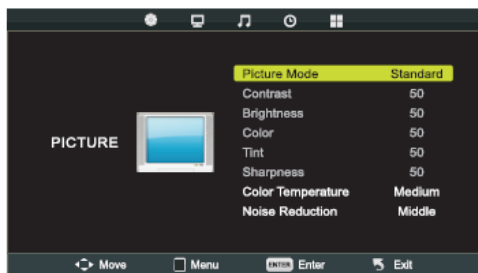 PICTURE
Picture Mode Standard
Contrast 50
Brightness 50
Color 50
Tint 50
Sharpness 50
Color Temperature Medium
Noise Reduction Middle
Move Menu ENTER Enter Exit